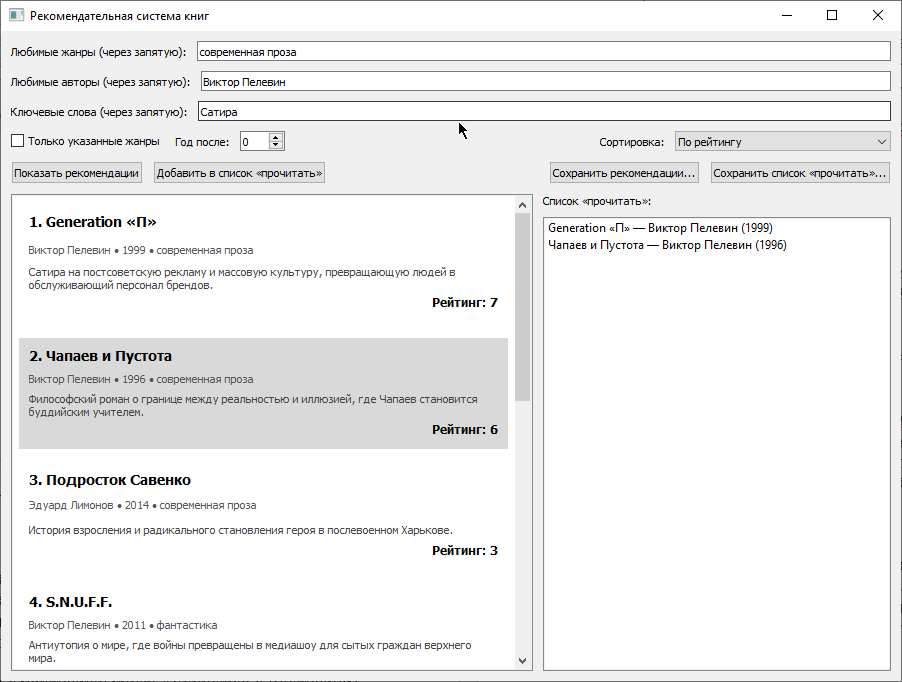 Рекомендательная система книг
Любимые жанры (через запятую): современная проза
Любимые авторы (через запятую): Виктор Пелевин
Ключевые слова (через запятую): Сатира
Только указанные жанры Год после: 0 Сортировка: По рейтингу
Показать рекомендации Добавить в список «прочитать» Сохранить рекомендации... Сохранить список «прочитать»...
1. Generation «П»
Виктор Пелевин • 1999 • современная проза
Сатира на постсоветскую рекламу и массовую культуру, превращающую людей в
обслуживающий персонал брендов.
Рейтинг: 7
2. Чапаев и Пустота
Виктор Пелевин • 1996 • современная проза
Философский роман о границе между реальностью и иллюзией, где Чапаев становится
буддийским учителем.
Рейтинг: 6
3. Подросток Савенко
Эдуард Лимонов • 2014 • современная проза
История взросления и радикального становления героя в послевоенном Харькове.
Рейтинг: 3
4. S.N.U.F.F.
Виктор Пелевин • 2011 • фантастика
Антиутопия о мире, где войны превращены в медиашоу для сытых граждан верхнего
мира.
Список «прочитать»:
Generation «П» — Виктор Пелевин (1999)
Чапаев и Пустота — Виктор Пелевин (1996)